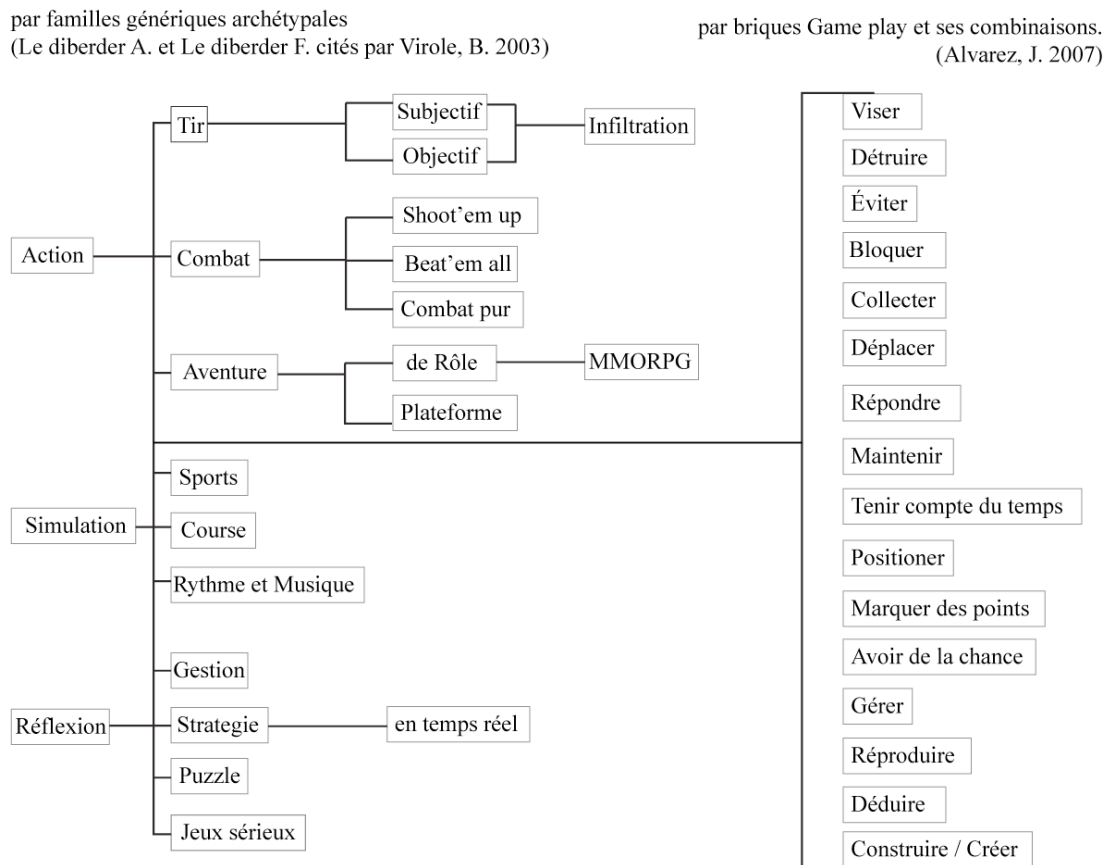 par familles génériques archétypales
(Le diberder A. et Le diberder F. cités par Virole, B. 2003)
par briques Game play et ses combinaisons.
(Alvarez, J. 2007)
Action
Tir
Subjectif
Objectif
Infiltration
Combat
Shoot’em up
Beat’em all
Combat pur
Aventure
de Rôle
MMORPG
Plateforme
Simulation
Sports
Course
Rythme et Musique
Réflexion
Gestion
Strategie
en temps réel
Puzzle
Jeux sérieux
Viser
Détruire
Éviter
Bloquer
Collecter
Déplacer
Répondre
Maintenir
Tenir compte du temps
Positioner
Marquer des points
Avoir de la chance
Gérer
Réproduire
Déduire
Construire / Créer